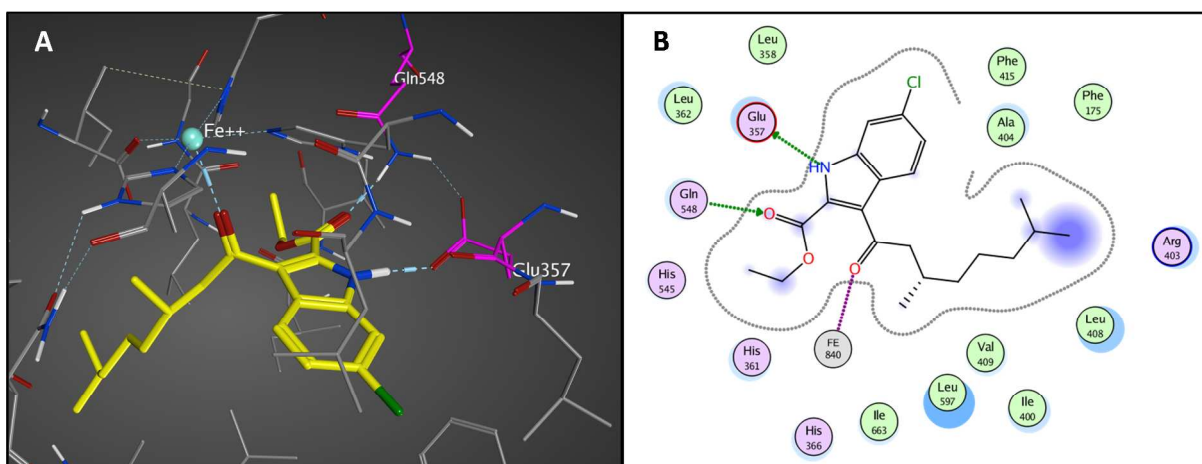 A
Gln548
Fe++
Glu357
B
Leu
358
Phe
415
Leu
362
Glu
357
Ala
404
Phe
175
Cl
HN
Gln
548
O
O
O
Arg
403
His
545
Leu
408
FE
840
His
361
Val
409
Leu
597
Ile
400
Ile
663
His
366